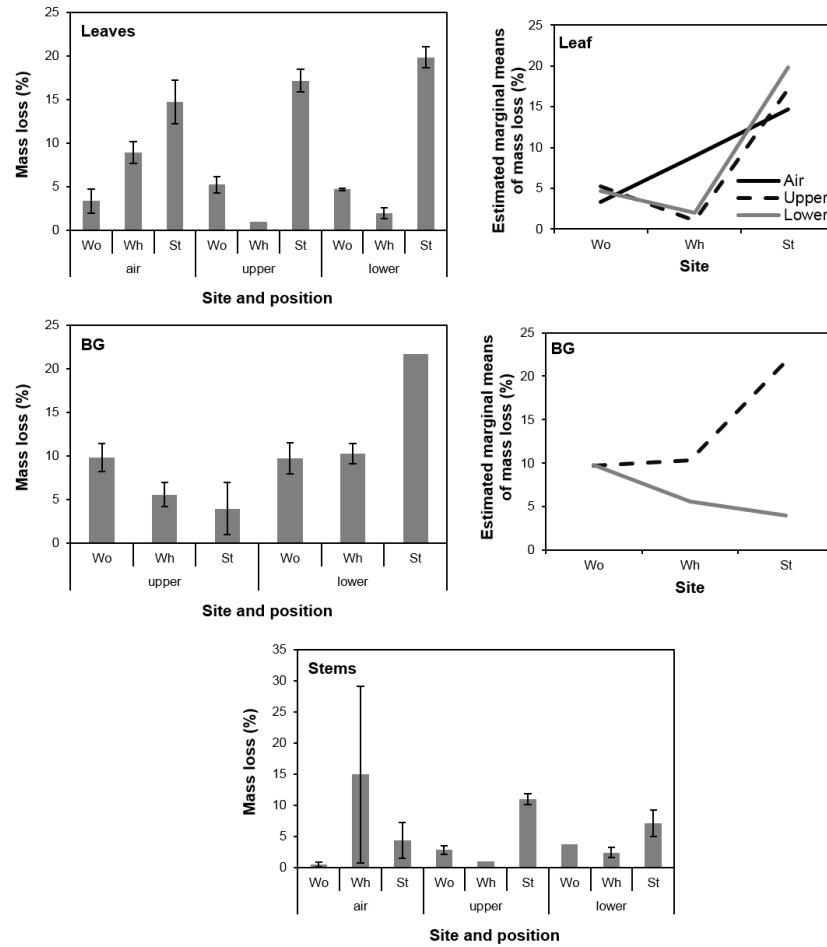 Leaves
Mass loss (%)
25
20
15
10
5
0
Wo Wh St Wo Wh St Wo Wh St
air upper lower
Site and position
Leaf
Estimated marginal means
of mass loss (%)
25
20
15
10
5
0
Air
Upper
Lower
Wo Wh St
Site
BG
Mass loss (%)
25
20
15
10
5
0
Wo Wh St Wo Wh St
upper lower
Site and position
BG
Estimated marginal means
of mass loss (%)
25
20
15
10
5
0
Wo Wh St
Site
Stems
Mass loss (%)
35
30
25
20
15
10
5
0
Wo Wh St Wo Wh St Wo Wh St
air upper lower
Site and position